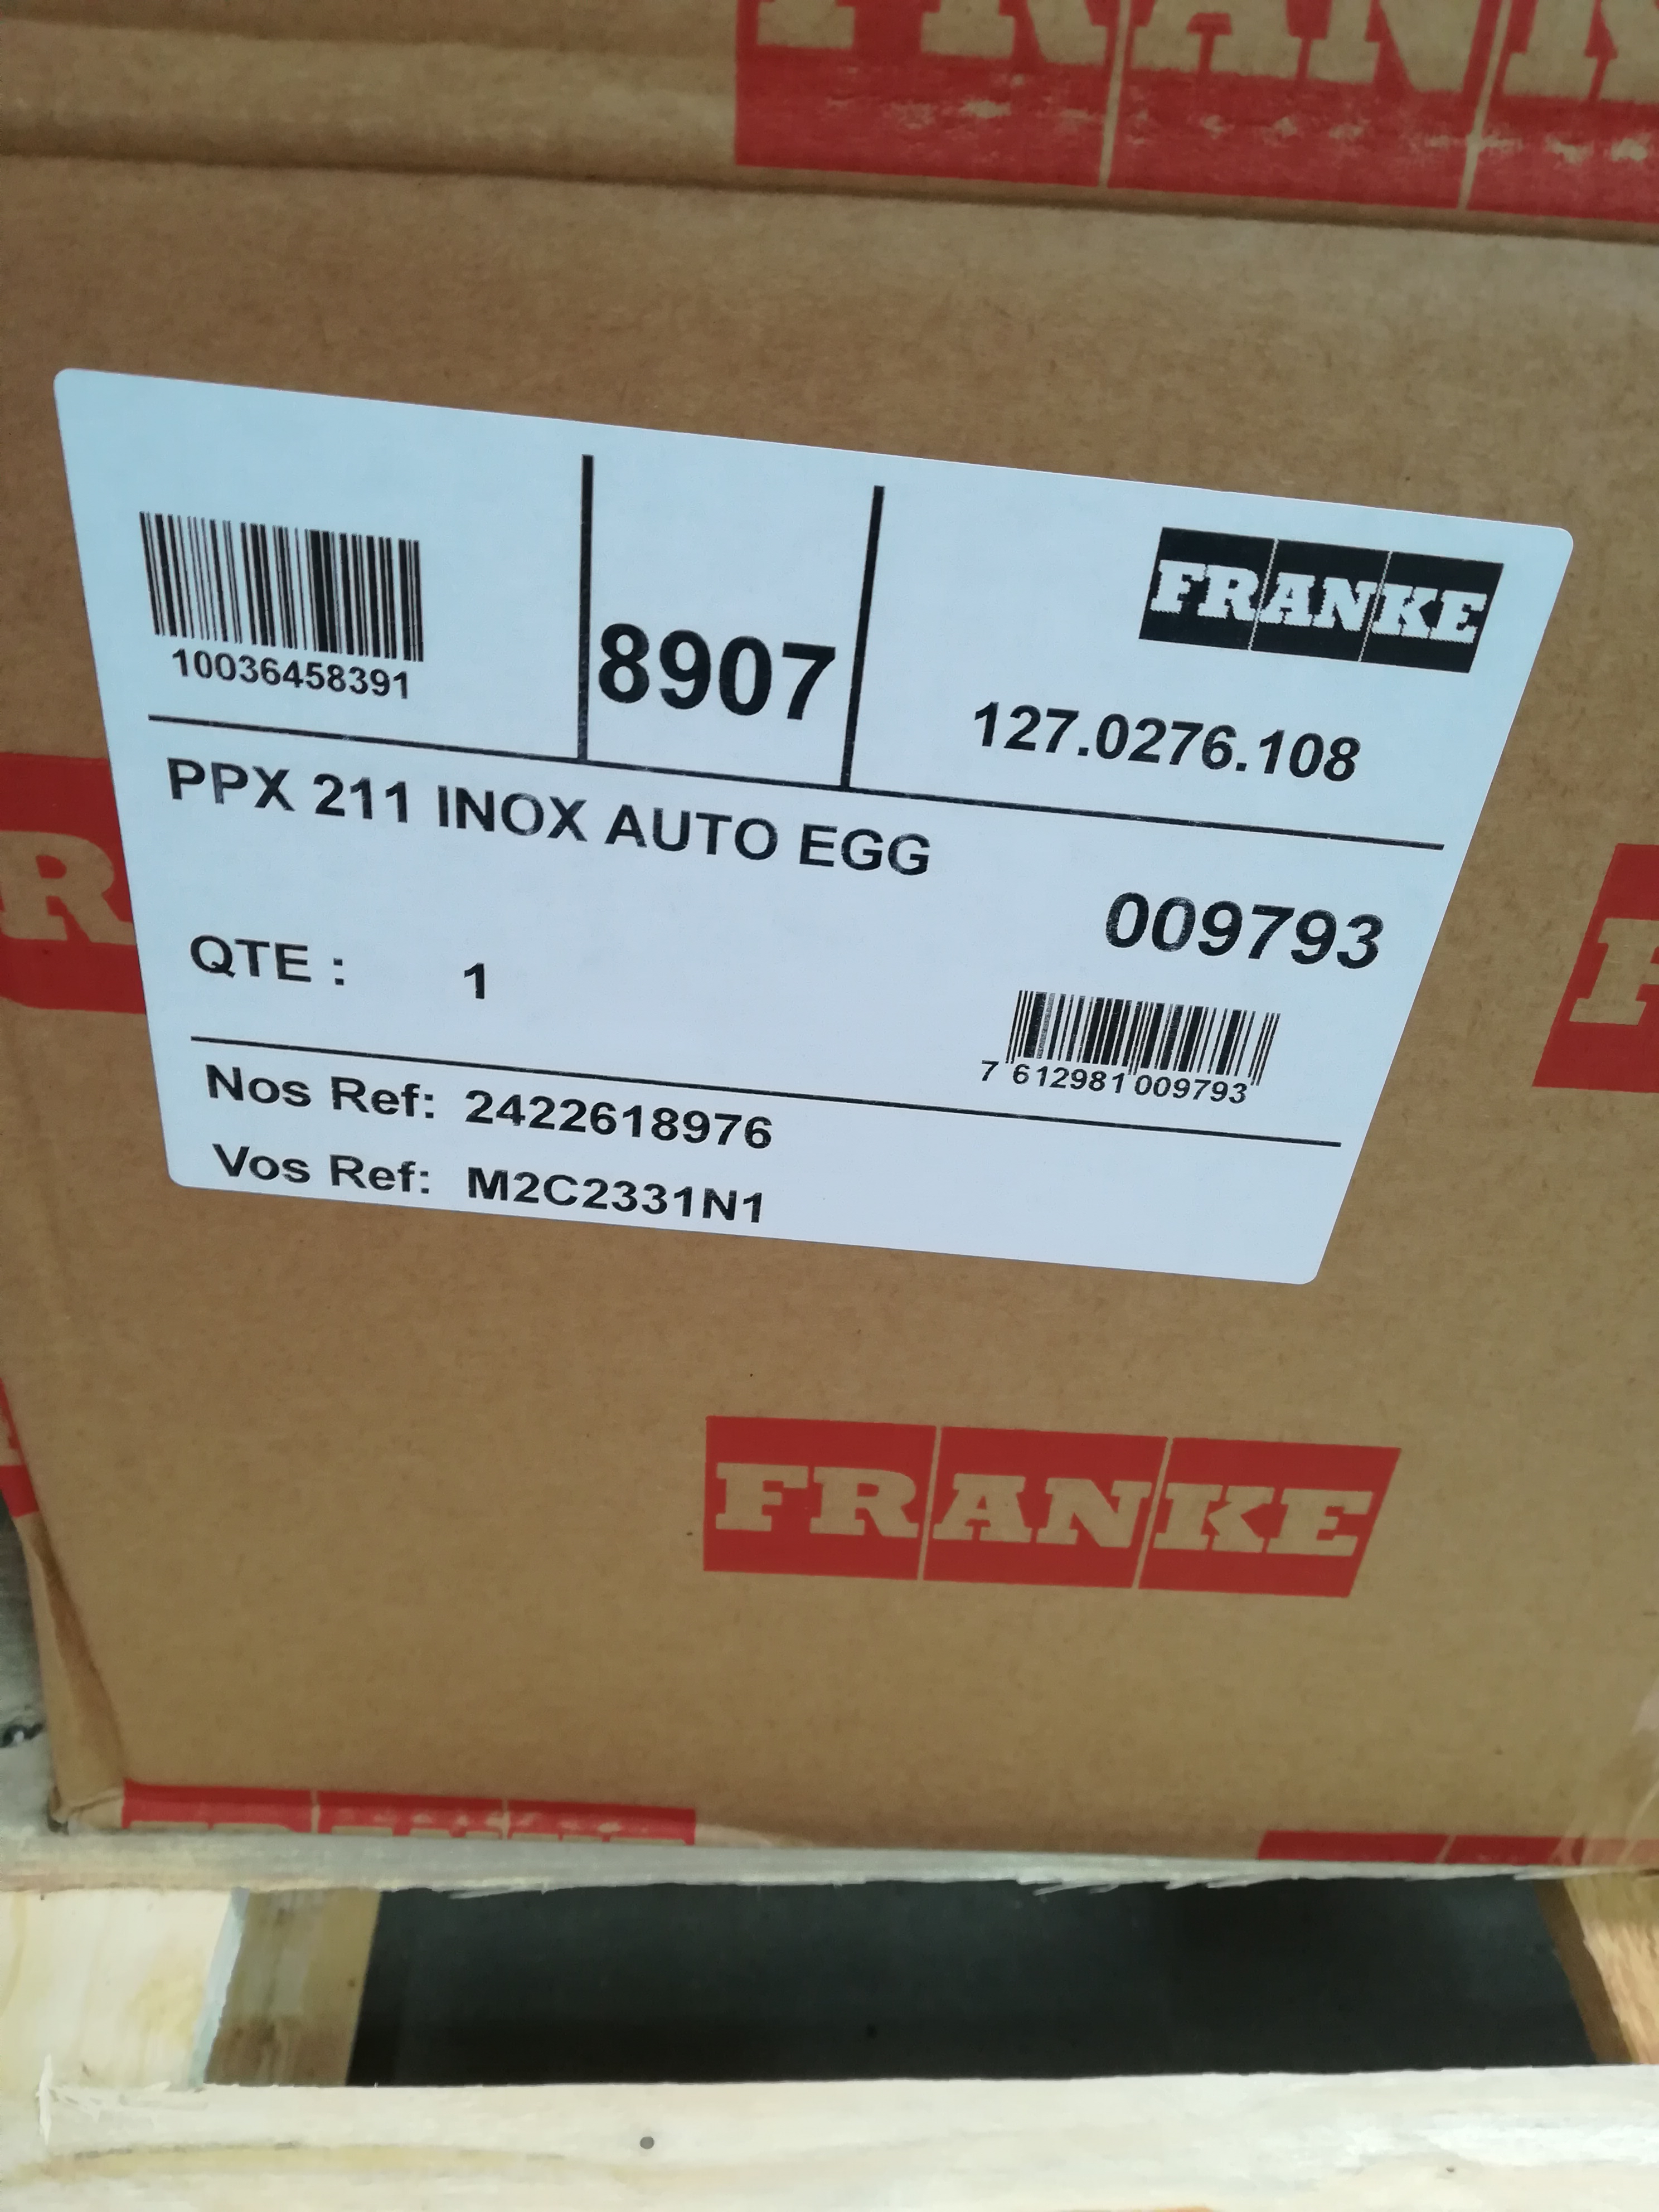 FRANKE
10036458391
8907
FRANKE
127.0276.108
PPX 211 INOX AUTO EGG
009793
QTE : 1
7 612981 009793
Nos Ref: 2422618976
Vos Ref: M2C2331N1
FRANKE